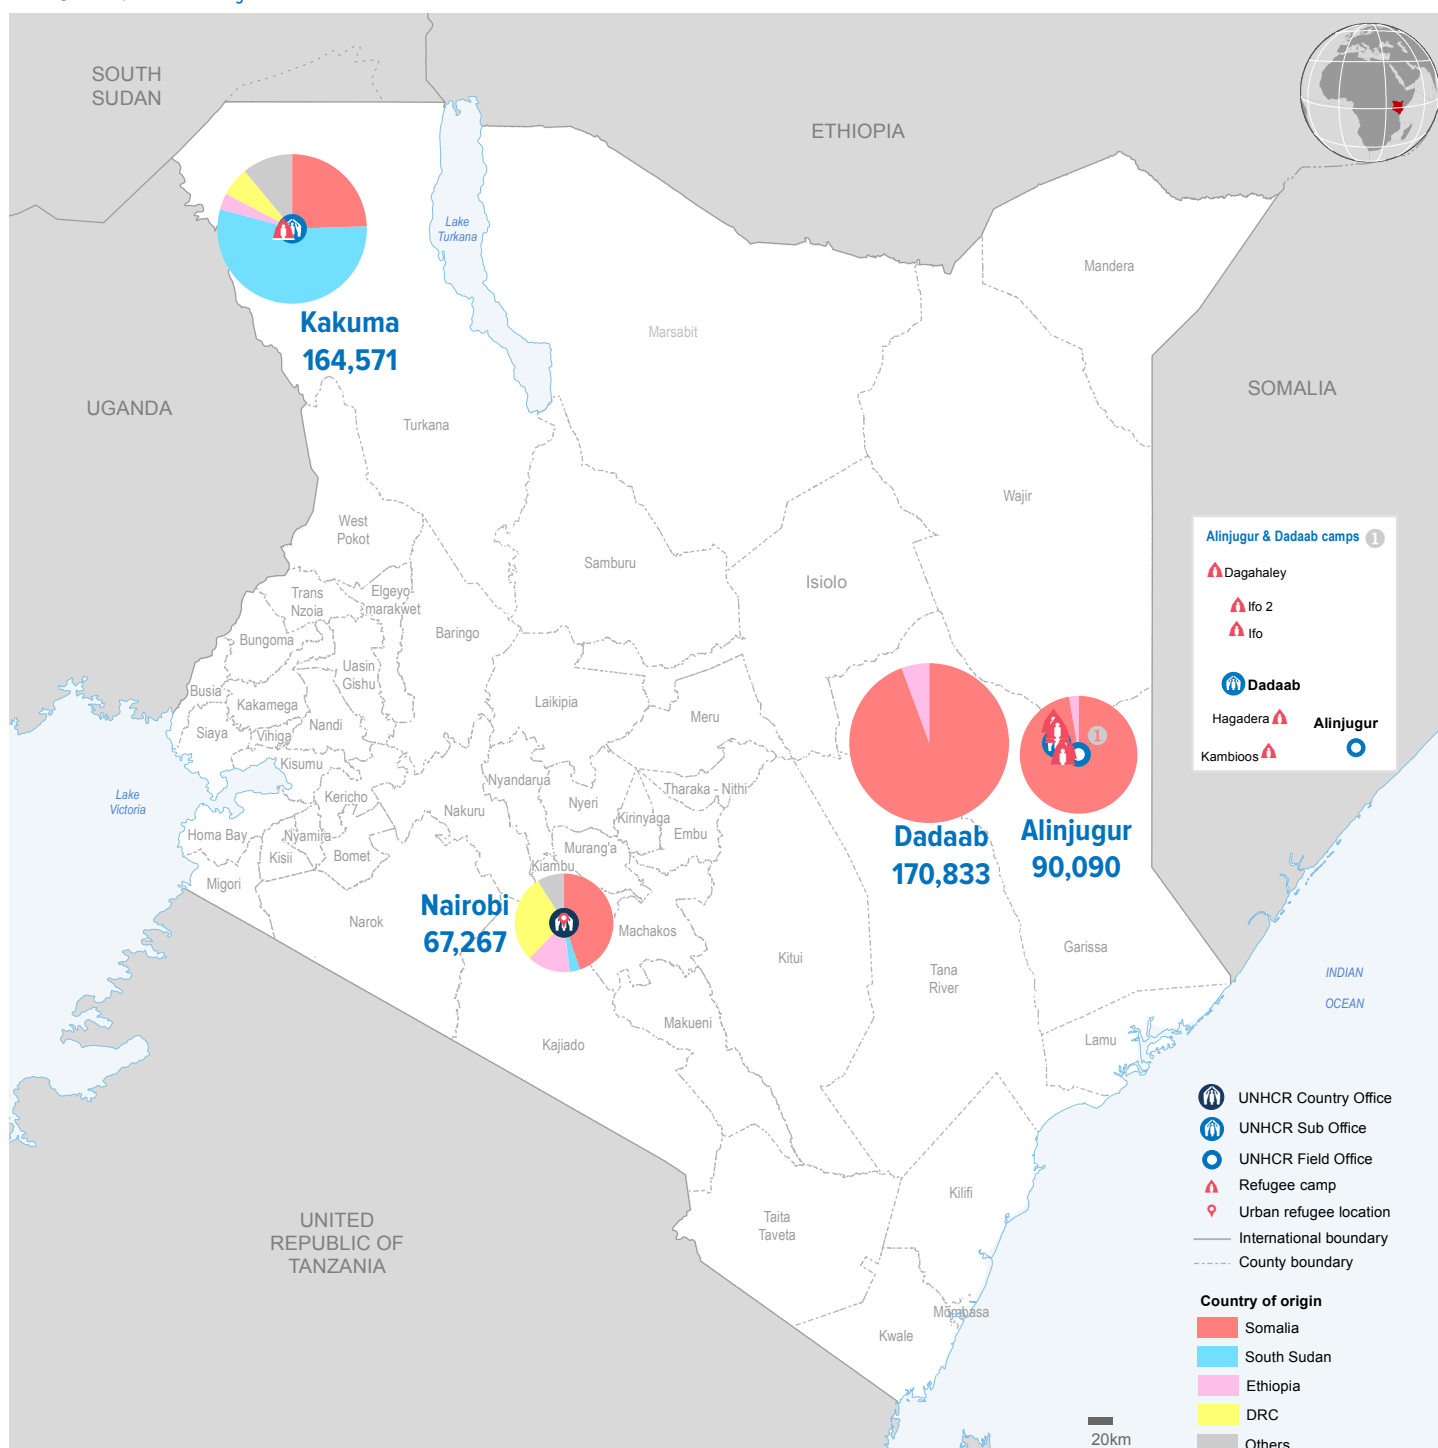 SOUTH
SUDAN
ETHIOPIA
Lake
Turkana
Mandera
Kakuma
164,571
Marsabit
SOMALIA
UGANDA
Turkana
Wajir
West
Pokot
Alinjugur & Dadaab camps 1
Dagahaley
Ifo 2
Ifo
Dadaab
Hagadera
Alinjugur
Kambioos
Samburu
Isiolo
Trans
Nzoia
Elgeyo-
marakwet
Bungoma
Baringo
Uasin
Gishu
Busia
Kakamega
Laikipia
Siaya
Vihiga
Nandi
Meru
1
Kisumu
Nyandarua
Tharaka - Nithi
Lake
Victoria
Kericho
Nakuru
Nyeri
Kirinyaga
Embu
Homa Bay
Nyamira
Kisii
Bomet
Murang'a
Kiambu
Migori
Dadaab
170,833
Alinjugur
90,090
Nairobi
67,267
Narok
Machakos
Kitui
Garissa
Tana
River
INDIAN
OCEAN
Makueni
Kajiado
Lamu
UNHCR Country Office
UNHCR Sub Office
UNHCR Field Office
Refugee camp
Urban refugee location
International boundary
County boundary
Kilifi
Taita
Taveta
UNITED
REPUBLIC OF
TANZANIA
Mombasa
Kwale
Country of origin
Somalia
South Sudan
Ethiopia
DRC
Others
20km